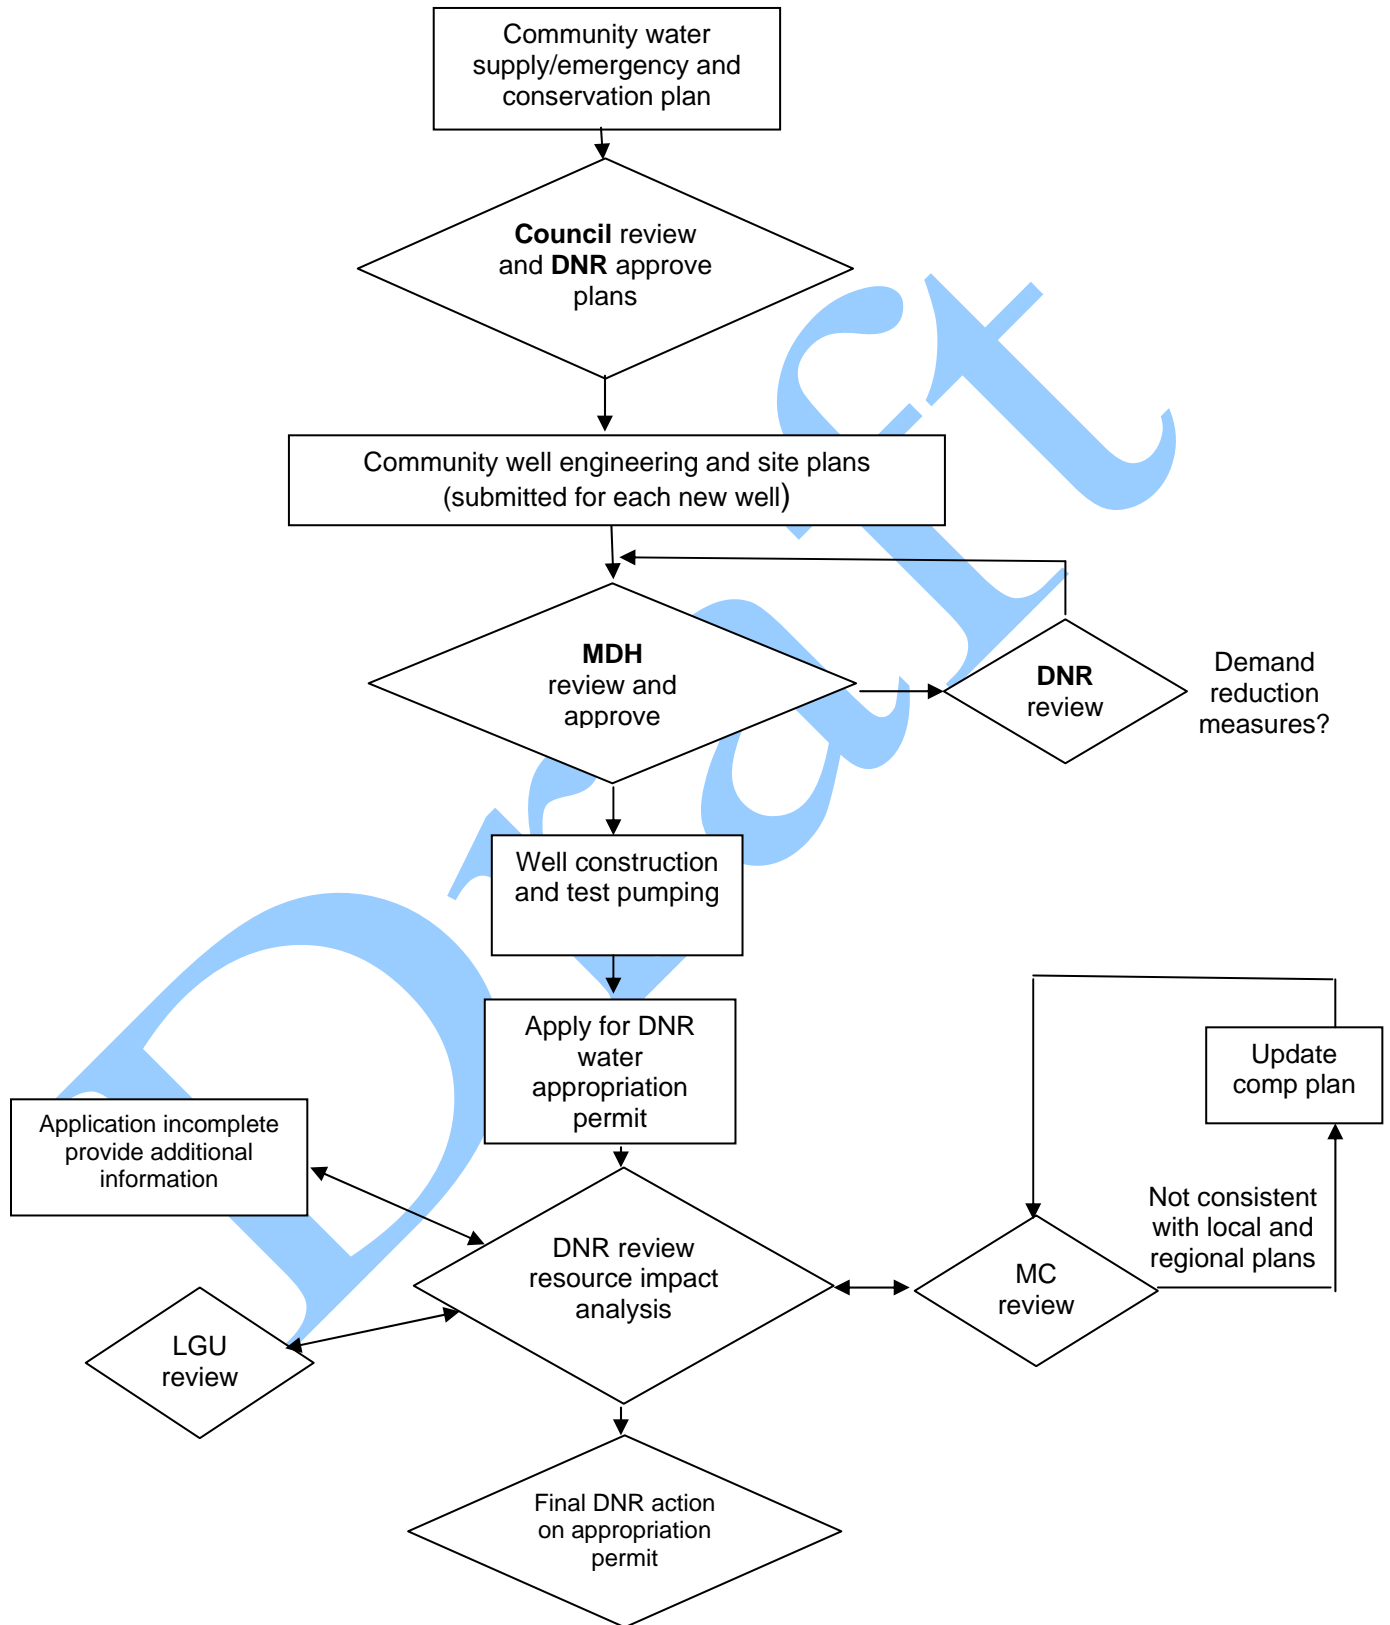 Community water
supply/emergency and
conservation plan
Council review
and DNR approve
plans
Community well engineering and site plans
(submitted for each new well)
MDH
review and
approve
DNR
review
Demand
reduction
measures?
Well construction
and test pumping
Apply for DNR
water
appropriation
permit
Update
comp plan
Application incomplete
provide additional
information
Not consistent
with local and
regional plans
DNR review
resource impact
analysis
MC
review
LGU
review
Final DNR action
on appropriation
permit
Draft